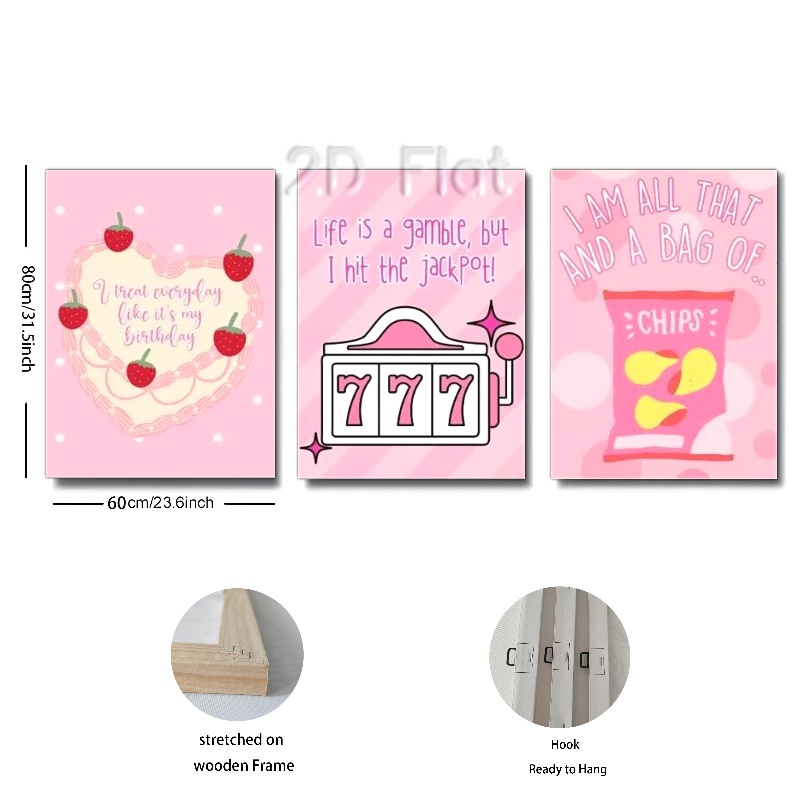 2D Flat
80cm/31.5inch
60cm/23.6inch
I treat everyday
like it's my
birthday
Life is a gamble, but
I hit the jackpot!
777
I AM ALL THAT
AND A BAG OF..
CHIPS
stretched on
wooden Frame
Hook
Ready to Hang